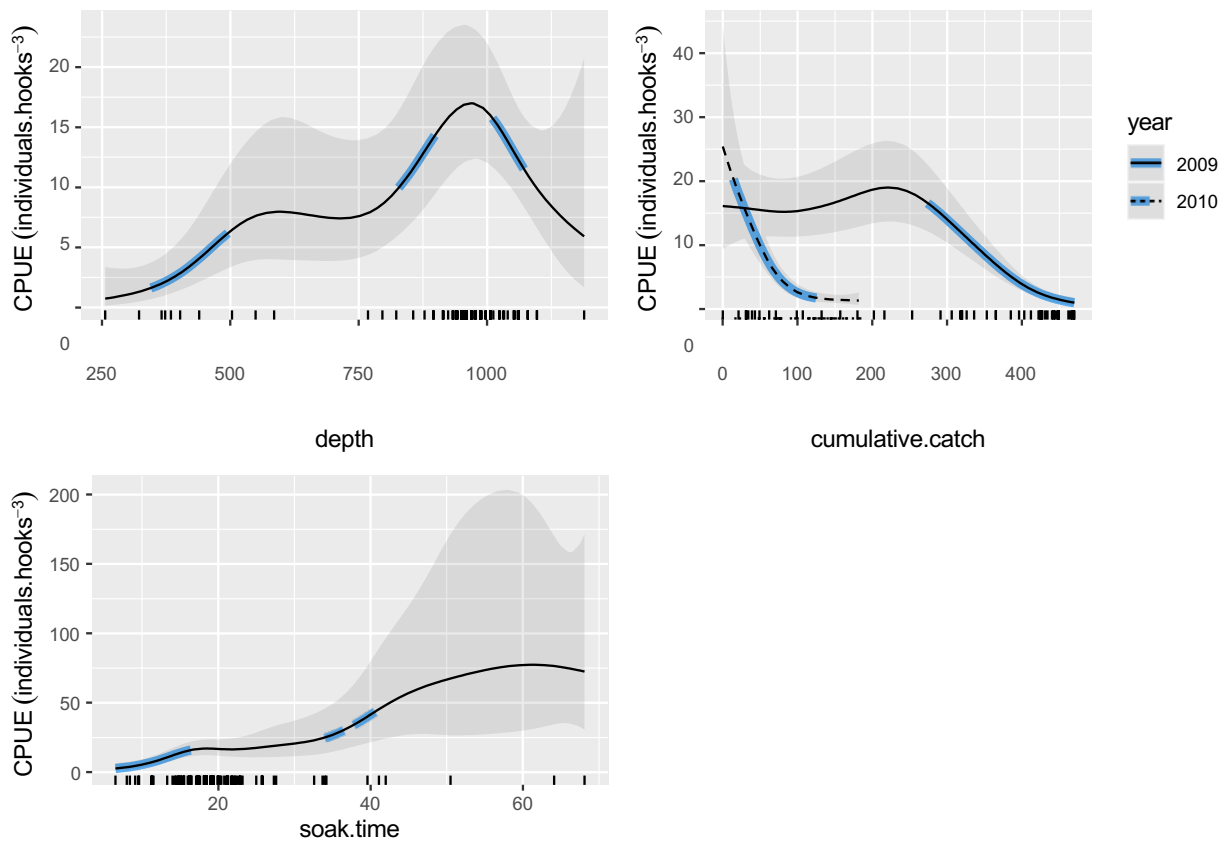 CPUE (individuals.hooks⁻³)
20
15
10
5
0
250 500 750 1000
depth
CPUE (individuals.hooks⁻³)
40
30
20
10
0
0 100 200 300 400
cumulative.catch
year
2009
2010
CPUE (individuals.hooks⁻³)
200
150
100
50
0
20 40 60
soak.time